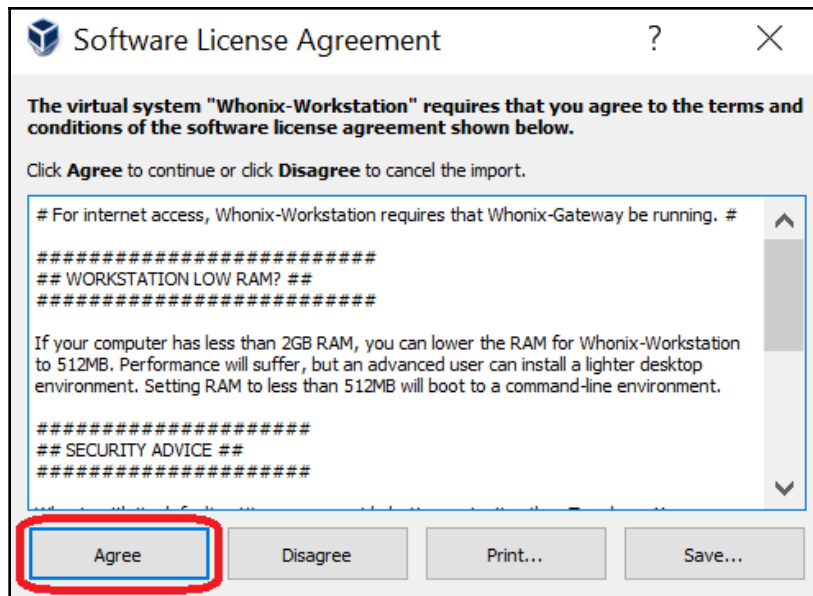 Software License Agreement ? ×
The virtual system "Whonix-Workstation" requires that you agree to the terms and
conditions of the software license agreement shown below.
Click Agree to continue or click Disagree to cancel the import.
# For internet access, Whonix-Workstation requires that Whonix-Gateway be running. #
##########################
## WORKSTATION LOW RAM? ##
##########################
If your computer has less than 2GB RAM, you can lower the RAM for Whonix-Workstation
to 512MB. Performance will suffer, but an advanced user can install a lighter desktop
environment. Setting RAM to less than 512MB will boot to a command-line environment.
#####################
## SECURITY ADVICE ##
#####################
Agree Disagree Print... Save...